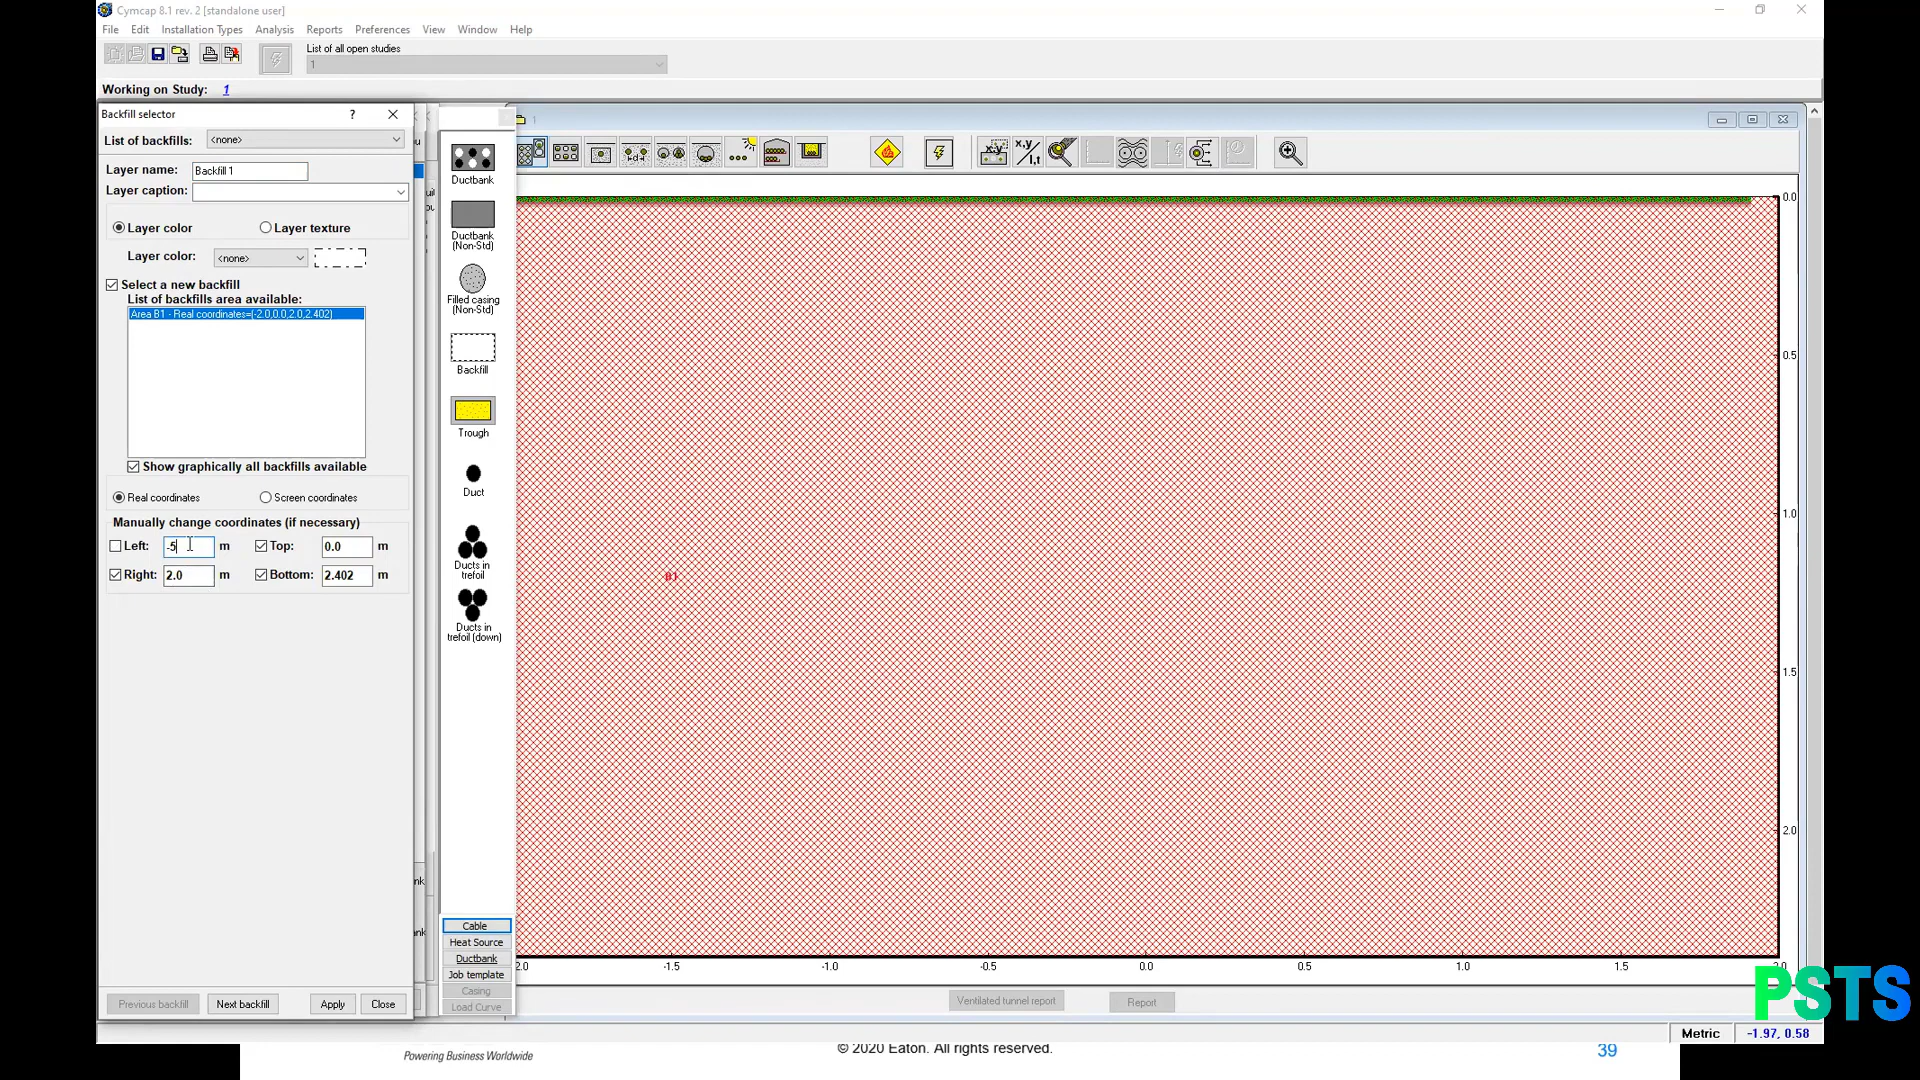 Cymcap 8.1 rev. 2 [standalone user]
File Edit Installation Types Analysis Reports Preferences View Window Help
List of all open studies
1
Working on Study: 1
Backfill selector ?
1
List of backfills: <none>
Layer name: Backfill 1
Layer caption:
Layer color Layer texture
Layer color: <none>
Select a new backfill
List of backfills area available:
Area B1 - Real coordinates=(-2.0,0.0,2.0,2.402)
Show graphically all backfills available
Real coordinates Screen coordinates
Manually change coordinates (if necessary)
Left: -5 m Top: 0.0 m
Right: 2.0 m Bottom: 2.402 m
Previous backfill Next backfill Apply Close
Ductbank
Ductbank
(Non-Std)
Filled casing
(Non-Std)
Backfill
Trough
Duct
Ducts in
trefoil
Ducts in
trefoil (down)
Cable
Heat Source
Ductbank
Job template
Casing
Load Curve
x,y
x,y
l,t
0.0
0.5
1.0
1.5
2.0
B1
2.0 -1.5 -1.0 -0.5 0.0 0.5 1.0 1.5 2.0
Ventilated tunnel report Report
PSTS
Metric -1.97, 0.58
Powering Business Worldwide
© 2020 Eaton. All rights reserved.
39